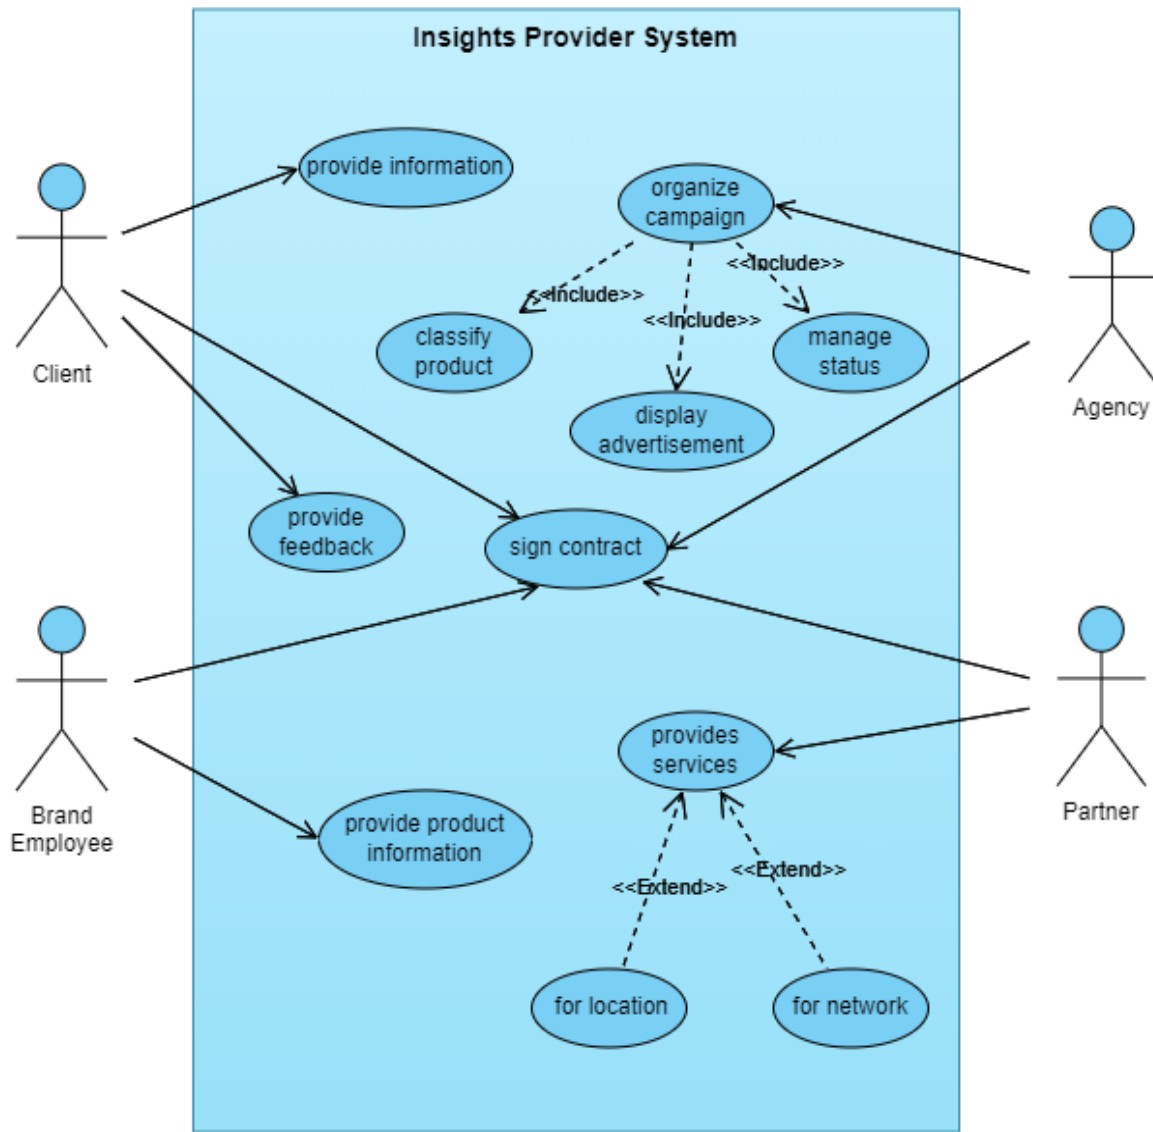 Insights Provider System
provide information
organize
campaign
<<Include>>
<<Include>>
<<Include>>
classify
product
manage
status
display
advertisement
Client
Agency
provide
feedback
sign contract
provides
services
Brand
Employee
Partner
provide product
information
<<Extend>>
<<Extend>>
for location
for network